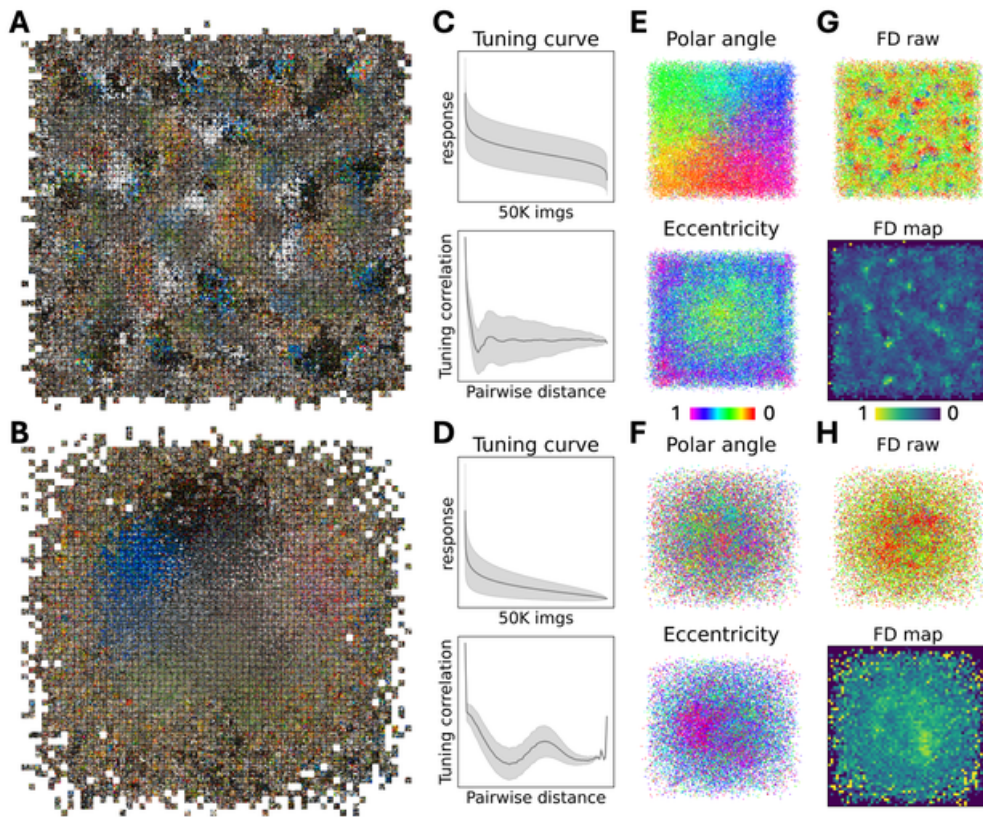 A
C
Tuning curve
response
50K imgs
Tuning correlation
Pairwise distance
E
Polar angle
Eccentricity
1 0
G
FD raw
FD map
1 0
B
D
Tuning curve
response
50K imgs
Tuning correlation
Pairwise distance
F
Polar angle
Eccentricity
H
FD raw
FD map